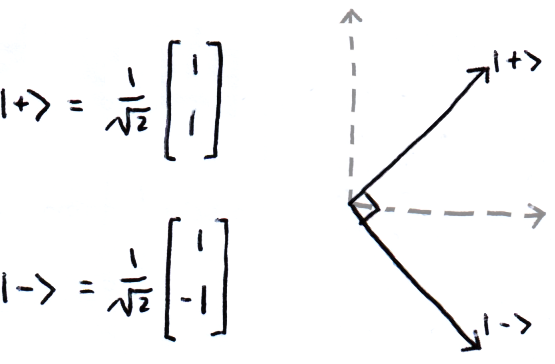 |+> = 1/√2 [1 1]
|-> = 1/√2 [1 -1]
|+>
|->